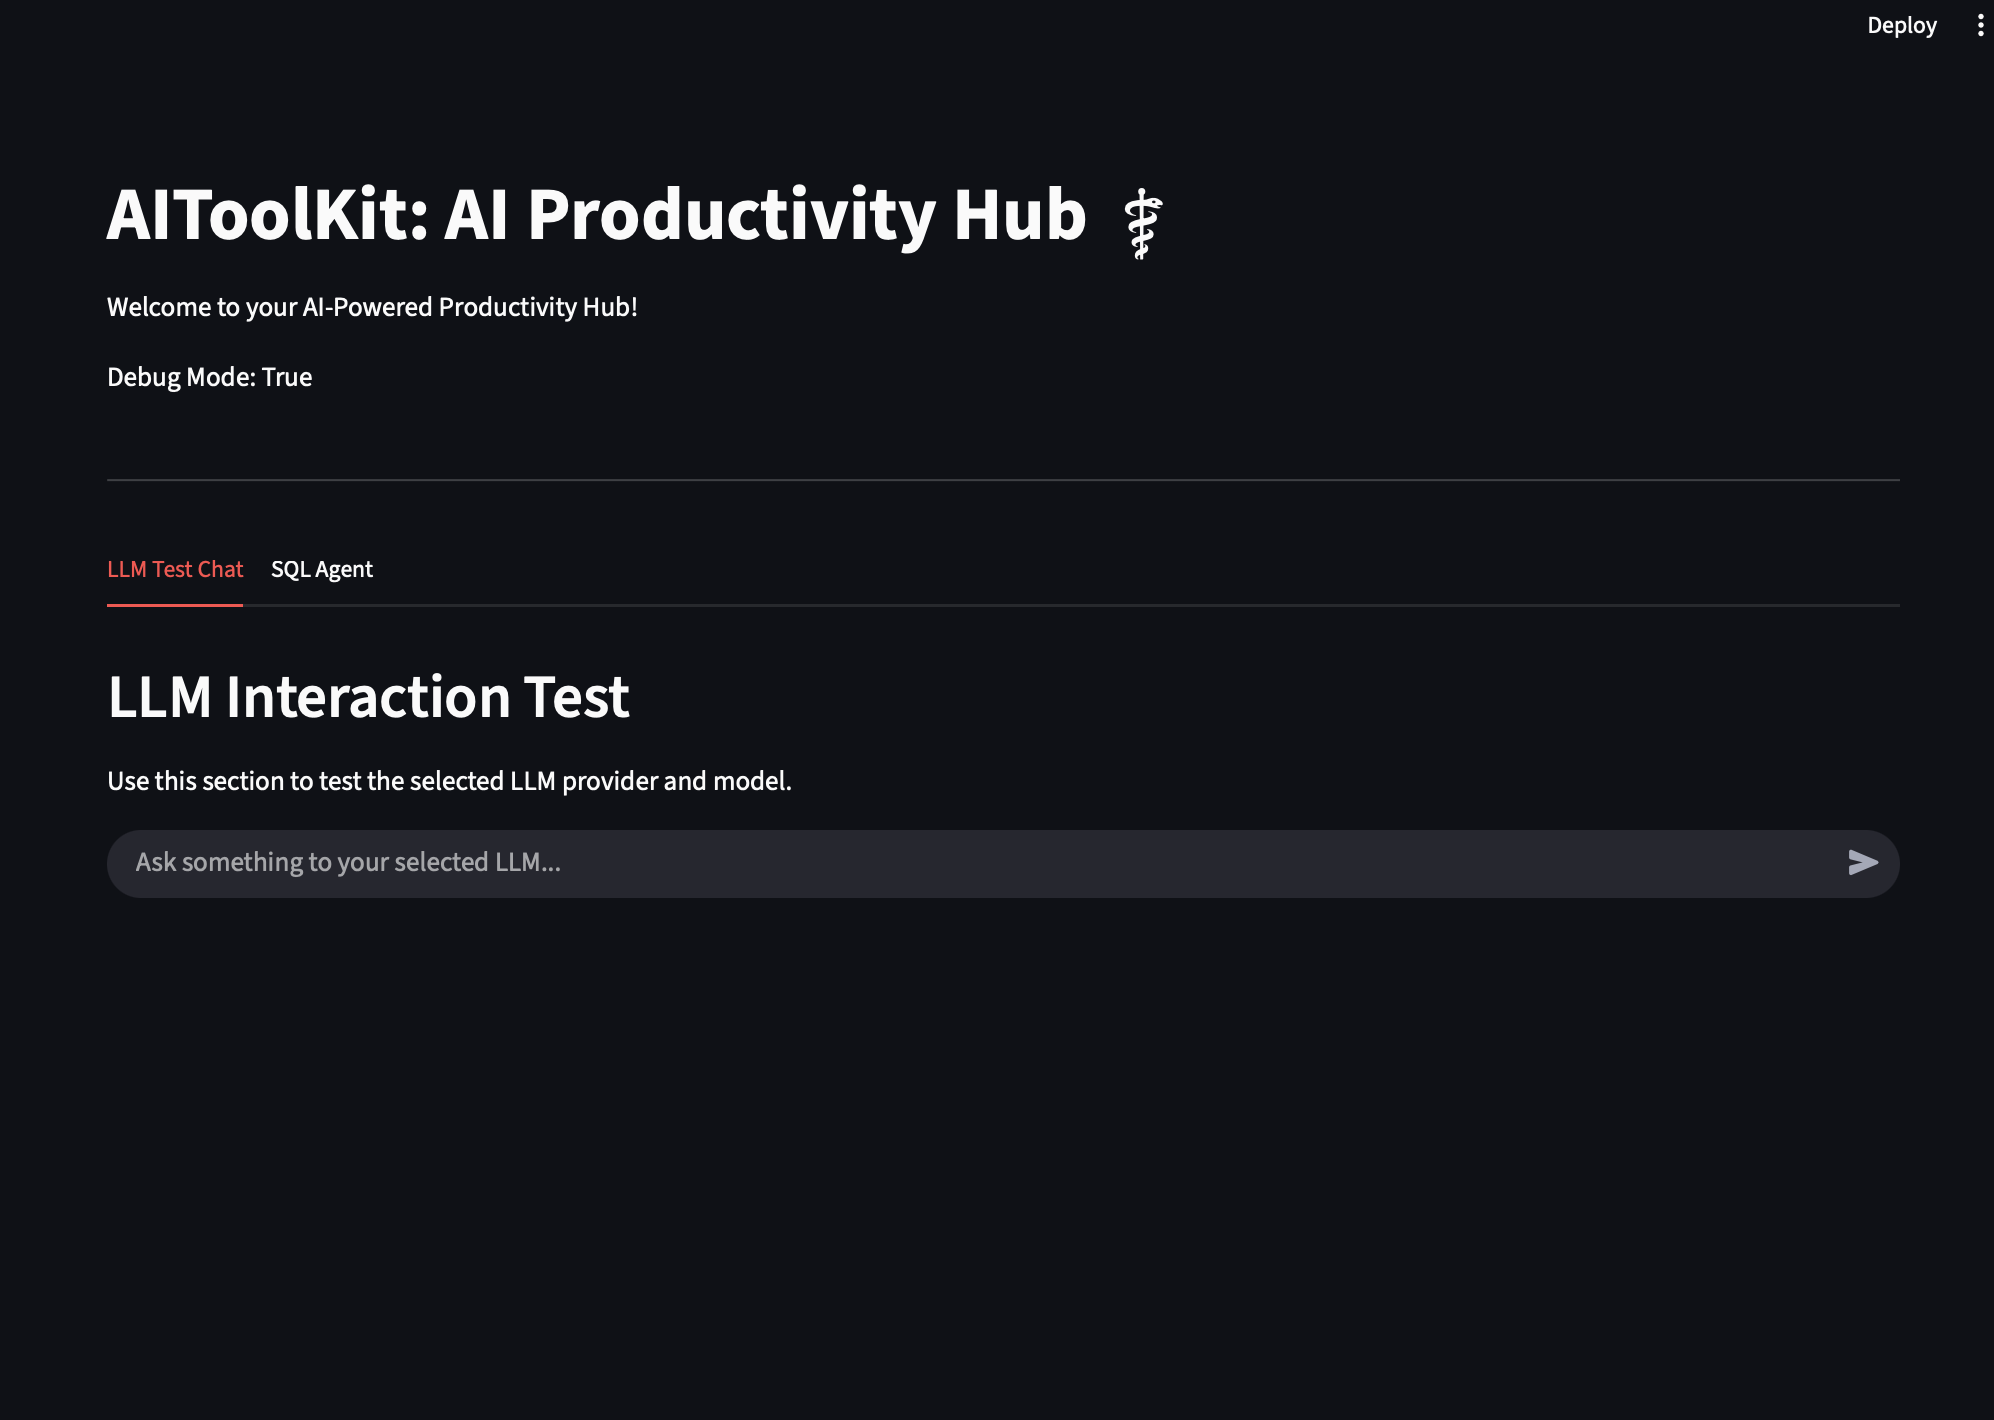 Deploy
AIToolKit: AI Productivity Hub ⚕
Welcome to your AI-Powered Productivity Hub!
Debug Mode: True
LLM Test Chat SQL Agent
LLM Interaction Test
Use this section to test the selected LLM provider and model.
Ask something to your selected LLM...